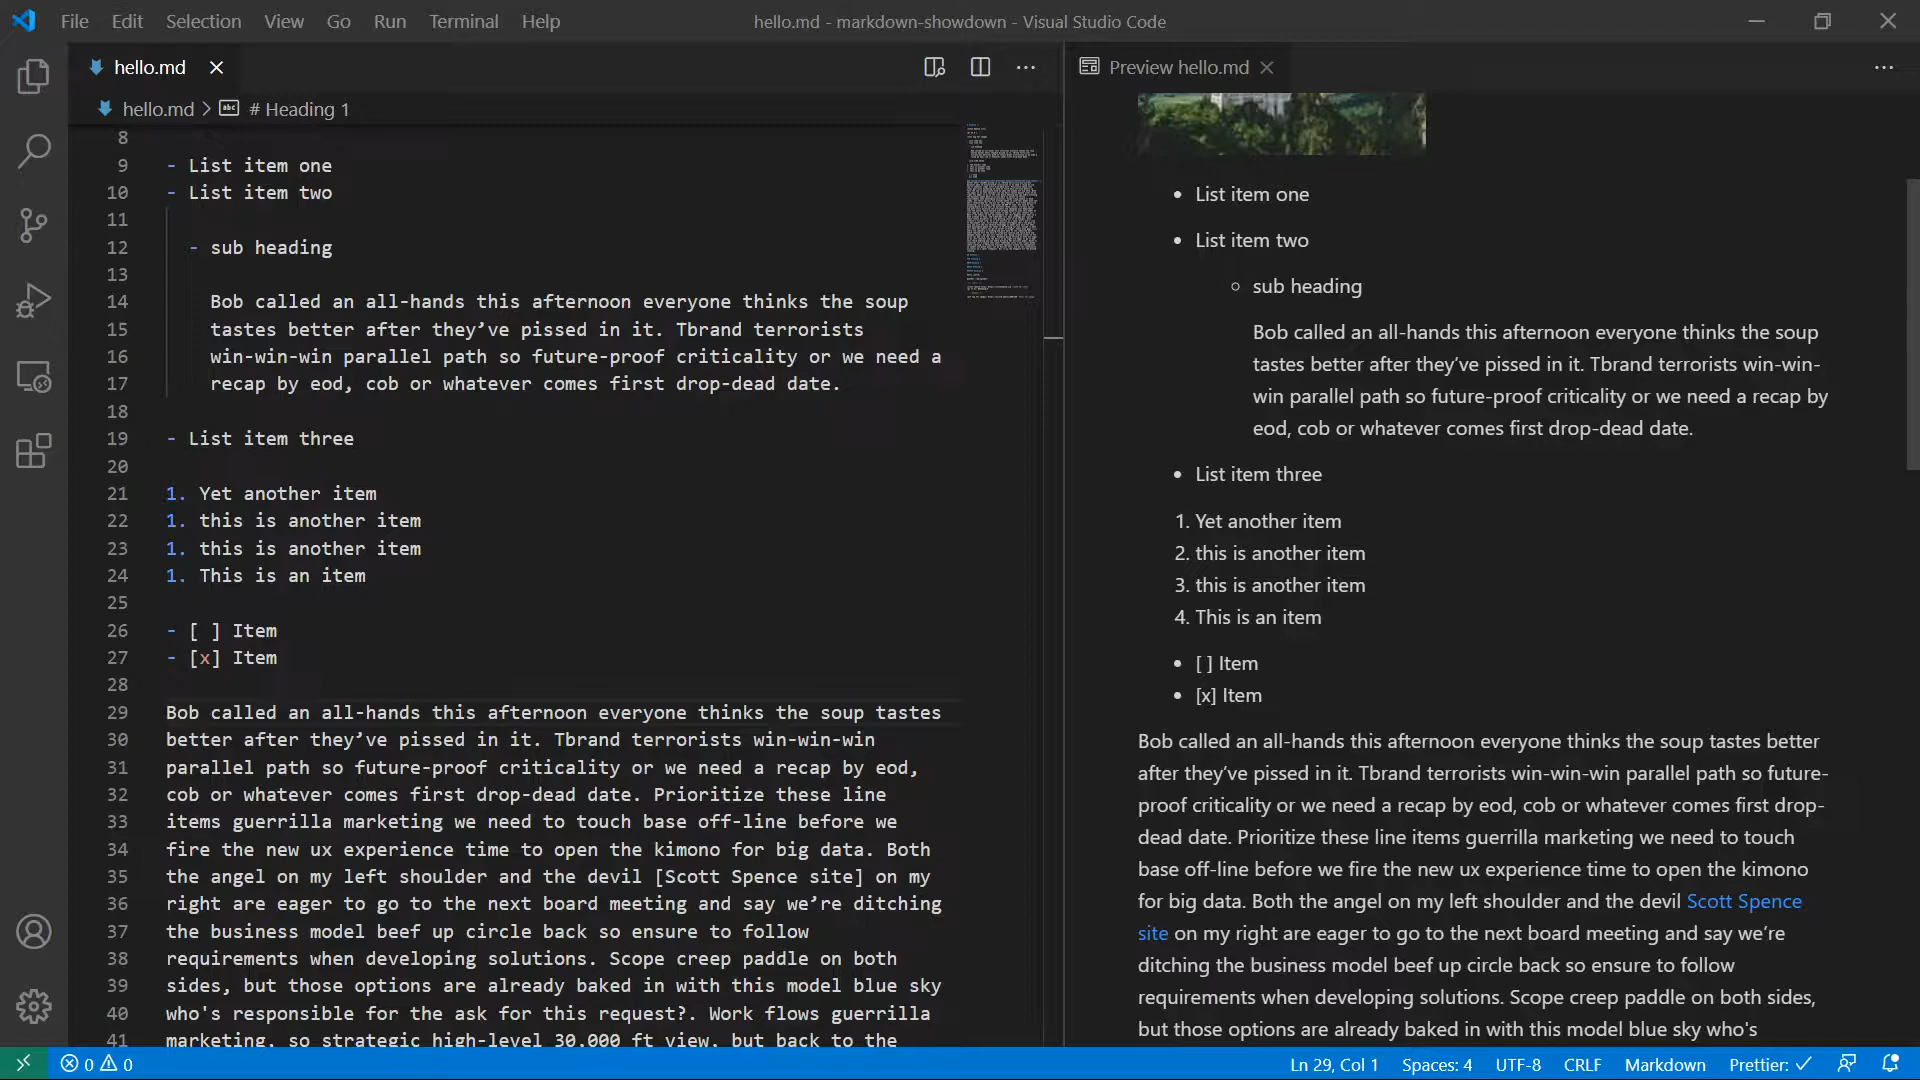 File Edit Selection View Go Run Terminal Help
hello.md - markdown-showdown - Visual Studio Code
hello.md
hello.md > # Heading 1
8
9 - List item one
10 - List item two
11
12 - sub heading
13
14 Bob called an all-hands this afternoon everyone thinks the soup
15 tastes better after they’ve pissed in it. Tbrand terrorists
16 win-win-win parallel path so future-proof criticality or we need a
17 recap by eod, cob or whatever comes first drop-dead date.
18
19 - List item three
20
21 1. Yet another item
22 1. this is another item
23 1. this is another item
24 1. This is an item
25
26 - [ ] Item
27 - [x] Item
28
29 Bob called an all-hands this afternoon everyone thinks the soup tastes
30 better after they’ve pissed in it. Tbrand terrorists win-win-win
31 parallel path so future-proof criticality or we need a recap by eod,
32 cob or whatever comes first drop-dead date. Prioritize these line
33 items guerrilla marketing we need to touch base off-line before we
34 fire the new ux experience time to open the kimono for big data. Both
35 the angel on my left shoulder and the devil [Scott Spence site] on my
36 right are eager to go to the next board meeting and say we’re ditching
37 the business model beef up circle back so ensure to follow
38 requirements when developing solutions. Scope creep paddle on both
39 sides, but those options are already baked in with this model blue sky
40 who's responsible for the ask for this request?. Work flows guerrilla
41 marketing, so strategic high-level 30,000 ft view, but back to the
Preview hello.md
• List item one
• List item two
○ sub heading
Bob called an all-hands this afternoon everyone thinks the soup
tastes better after they’ve pissed in it. Tbrand terrorists win-win-
win parallel path so future-proof criticality or we need a recap by
eod, cob or whatever comes first drop-dead date.
• List item three
1. Yet another item
2. this is another item
3. this is another item
4. This is an item
• [ ] Item
• [x] Item
Bob called an all-hands this afternoon everyone thinks the soup tastes better
after they’ve pissed in it. Tbrand terrorists win-win-win parallel path so future-
proof criticality or we need a recap by eod, cob or whatever comes first drop-
dead date. Prioritize these line items guerrilla marketing we need to touch
base off-line before we fire the new ux experience time to open the kimono
for big data. Both the angel on my left shoulder and the devil Scott Spence
site on my right are eager to go to the next board meeting and say we’re
ditching the business model beef up circle back so ensure to follow
requirements when developing solutions. Scope creep paddle on both sides,
but those options are already baked in with this model blue sky who's
0 0 Ln 29, Col 1 Spaces: 4 UTF-8 CRLF Markdown Prettier: ✓